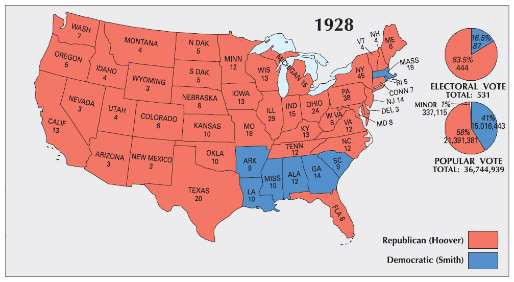 1928
WASH
7
OREGON
5
CALIF
13
NEVADA
3
IDAHO
4
MONTANA
4
WYOMING
3
UTAH
4
COLORADO
6
ARIZONA
3
NEW MEXICO
3
N DAK
5
S DAK
5
NEBRASKA
8
KANSAS
10
OKLA
10
TEXAS
20
MINN
12
IOWA
13
MO
18
ARK
9
LA
10
WIS
13
ILL
29
MICHIGAN 15
IND
15
OHIO
24
KY
13
TENN
12
MISS
10
ALA
12
GA
14
FLA 6
SC
9
NC
12
VA
12
W VA
8
PA
38
NY
45
VT
4
NH
4
ME
6
MASS
18
RI 5
CONN 7
NJ 14
DEL 3
MD 8
16.5%
87
83.5%
444
ELECTORAL VOTE
TOTAL: 531
MINOR 1%
337,115
41%
15,016,443
58%
21,391,381
POPULAR VOTE
TOTAL: 36,744,939
Republican (Hoover)
Democratic (Smith)